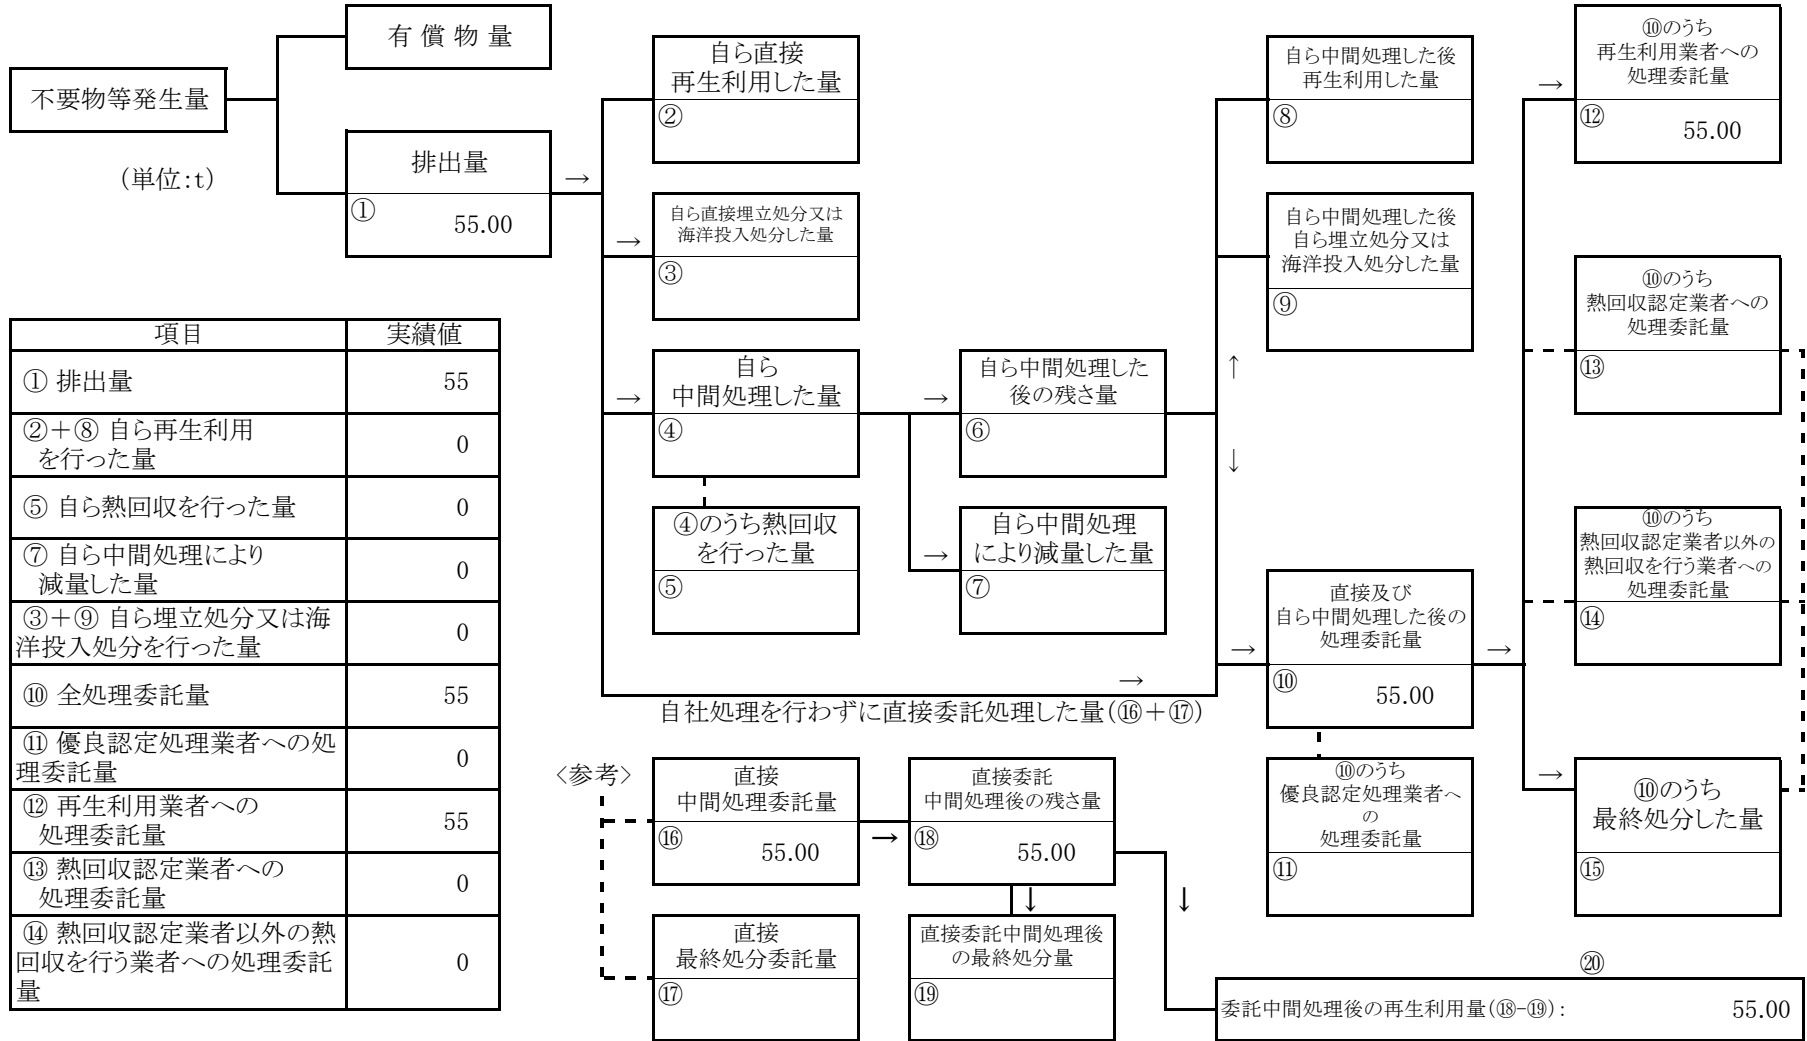 不要物等発生量
(単位:t)
有 償 物 量
排出量
①
55.00
→
自ら直接
再生利用した量
②
→
自ら直接埋立処分又は
海洋投入処分した量
③
→
自ら
中間処理した量
④
④のうち熱回収
を行った量
⑤
→
自ら中間処理した
後の残さ量
⑥
→
自ら中間処理
により減量した量
⑦
↑
↓
自ら中間処理した後
再生利用した量
⑧
自ら中間処理した後
自ら埋立処分又は
海洋投入処分した量
⑨
→
自社処理を行わずに直接委託処理した量(⑯+⑰)
→
直接及び
自ら中間処理した後の
処理委託量
⑩
55.00
→
⑩のうち
優良認定処理業者へ
の
処理委託量
⑪
→
⑩のうち
再生利用業者への
処理委託量
⑫
55.00
⑩のうち
熱回収認定業者への
処理委託量
⑬
⑩のうち
熱回収認定業者以外の
熱回収を行う業者への
処理委託量
⑭
→
⑩のうち
最終処分した量
⑮
項目 実績値
① 排出量 55
②+⑧ 自ら再生利用
を行った量 0
⑤ 自ら熱回収を行った量 0
⑦ 自ら中間処理により
減量した量 0
③+⑨ 自ら埋立処分又は海
洋投入処分を行った量 0
⑩ 全処理委託量 55
⑪ 優良認定処理業者への処
理委託量 0
⑫ 再生利用業者への
処理委託量 55
⑬ 熱回収認定業者への
処理委託量 0
⑭ 熱回収認定業者以外の熱
回収を行う業者への処理委託
量 0
<参考>
直接
中間処理委託量
⑯
55.00
→
直接委託
中間処理後の残さ量
⑱
55.00
↓
↓
直接
最終処分委託量
⑰
直接委託中間処理後
の最終処分量
⑲
⑳
委託中間処理後の再生利用量(⑱-⑲): 55.00